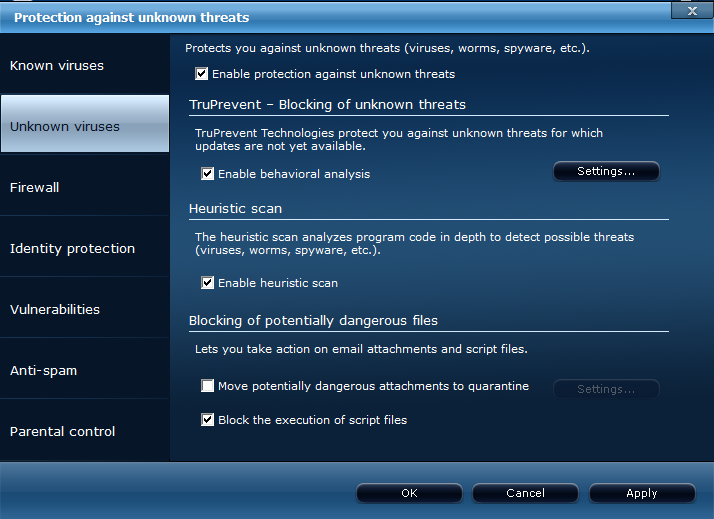 Protection against unknown threats
Known viruses
Unknown viruses
Firewall
Identity protection
Vulnerabilities
Anti-spam
Parental control
Protects you against unknown threats (viruses, worms, spyware, etc.).
Enable protection against unknown threats
TruPrevent – Blocking of unknown threats
TruPrevent Technologies protect you against unknown threats for which
updates are not yet available.
Enable behavioral analysis
Settings...
Heuristic scan
The heuristic scan analyzes program code in depth to detect possible threats
(viruses, worms, spyware, etc.).
Enable heuristic scan
Blocking of potentially dangerous files
Lets you take action on email attachments and script files.
Move potentially dangerous attachments to quarantine
Settings...
Block the execution of script files
OK
Cancel
Apply